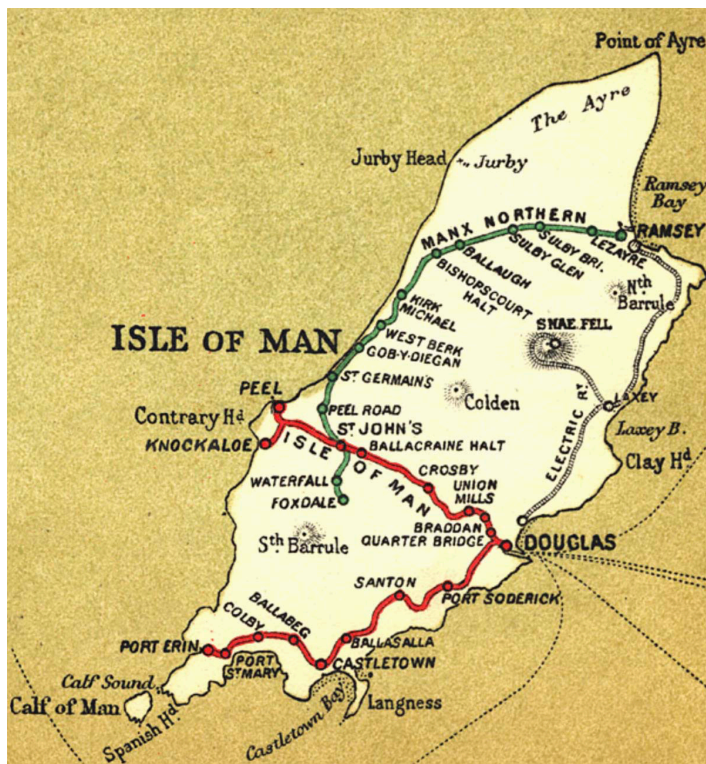 Point of Ayre
The Ayre
Jurby Head
Jurby
Ramsey
Bay
MANX NORTHERN
RAMSEY
LEZAYRE
SULBY BRI.
SULBY GLEN
BALLAUGH
BISHOPSCOURT
HALT
Nth
Barrule
KIRK
MICHAEL
SNAE FELL
ISLE OF MAN
WEST BERK
GOB-Y-DIEGAN
ST GERMAIN'S
PEEL
Colden
LAXEY
Contrary Hd.
PEEL ROAD
Laxey B.
ST JOHN'S
KNOCKALOE
BALLACRAINE HALT
ELECTRIC RY.
Clay Hd
ISLE OF MAN
CROSBY
WATERFALL
UNION
MILLS
FOXDALE
BRADDAN
QUARTER BRIDGE
DOUGLAS
Sth Barrule
SANTON
PORT SODERICK
BALLABEG
COLBY
BALLASALLA
PORT ERIN
PORT
ST MARY
CASTLETOWN
Calf Sound
Calf of Man
Langness
Spanish Hd.
Castletown Bay